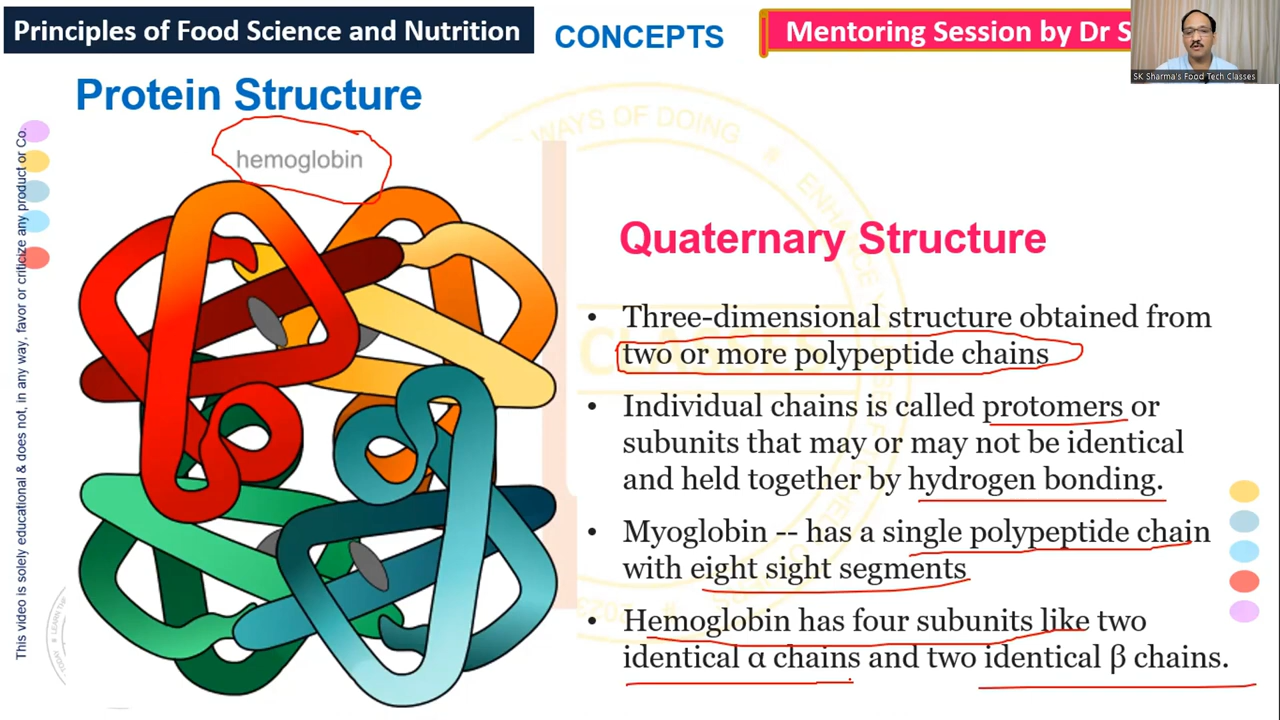 Principles of Food Science and Nutrition
CONCEPTS
Mentoring Session by Dr S
SK Sharma's Food Tech Classes
Protein Structure
hemoglobin
This video is solely educational & does not, in any way, favor or criticize any product or Co.
WAYS OF DOING
Quaternary Structure
• Three-dimensional structure obtained from
two or more polypeptide chains
• Individual chains is called protomers or
subunits that may or may not be identical
and held together by hydrogen bonding.
• Myoglobin -- has a single polypeptide chain
with eight sight segments
• Hemoglobin has four subunits like two
identical α chains and two identical β chains.